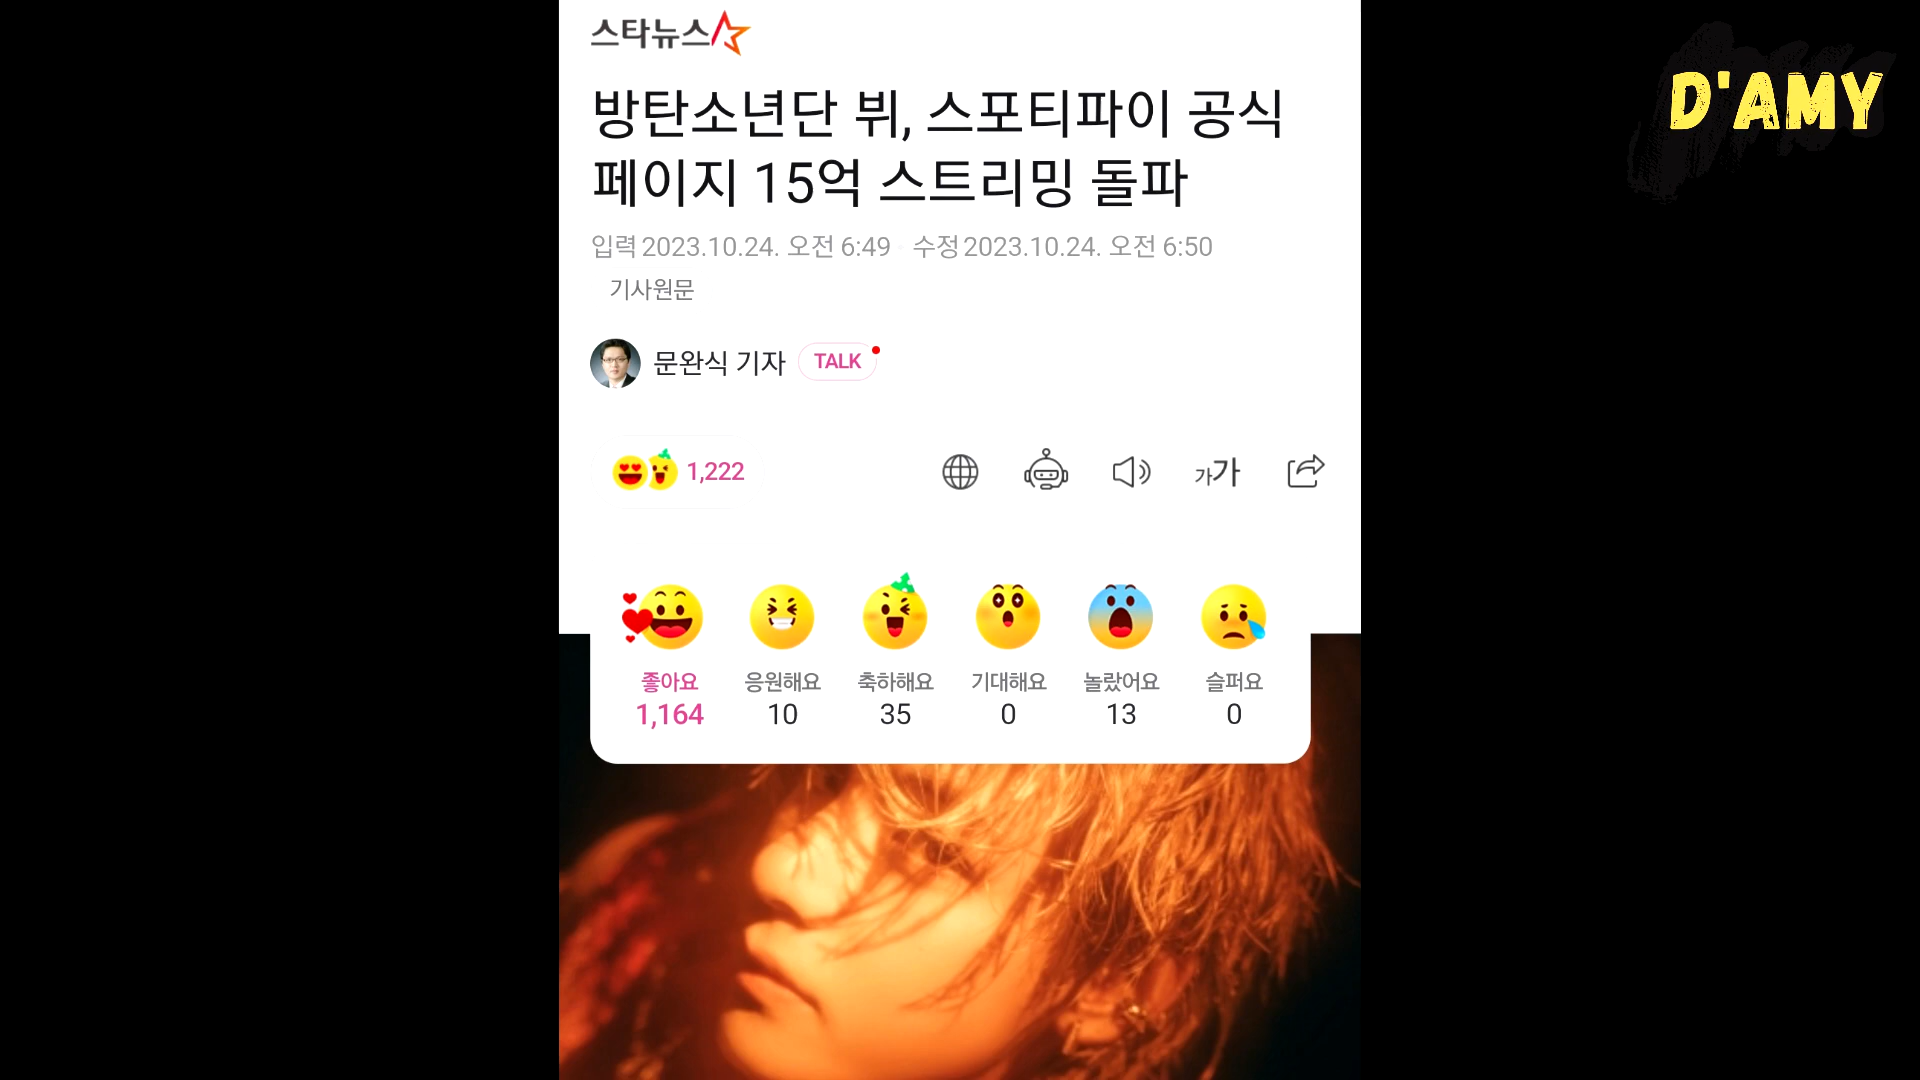 스타뉴스
D'AMY
방탄소년단 뷔, 스포티파이 공식
페이지 15억 스트리밍 돌파
입력 2023.10.24. 오전 6:49 · 수정 2023.10.24. 오전 6:50
기사원문
문완식 기자 TALK
1,222
가가
좋아요 응원해요 축하해요 기대해요 놀랐어요 슬퍼요
1,164 10 35 0 13 0